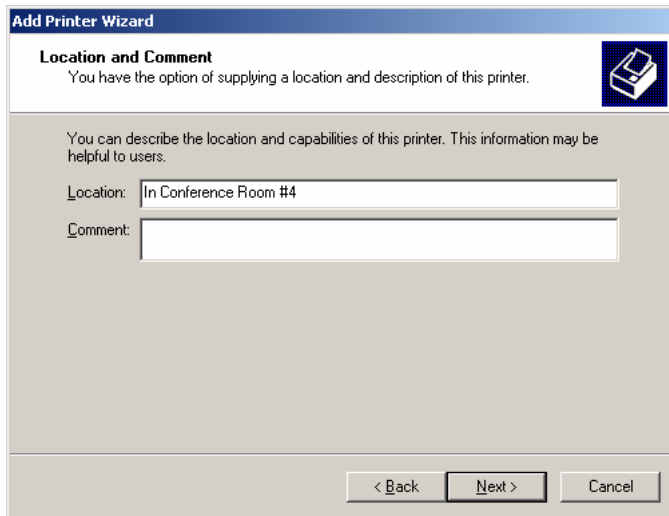 Add Printer Wizard
Location and Comment
You have the option of supplying a location and description of this printer.
You can describe the location and capabilities of this printer. This information may be
helpful to users.
Location: In Conference Room #4
Comment:
< Back Next > Cancel